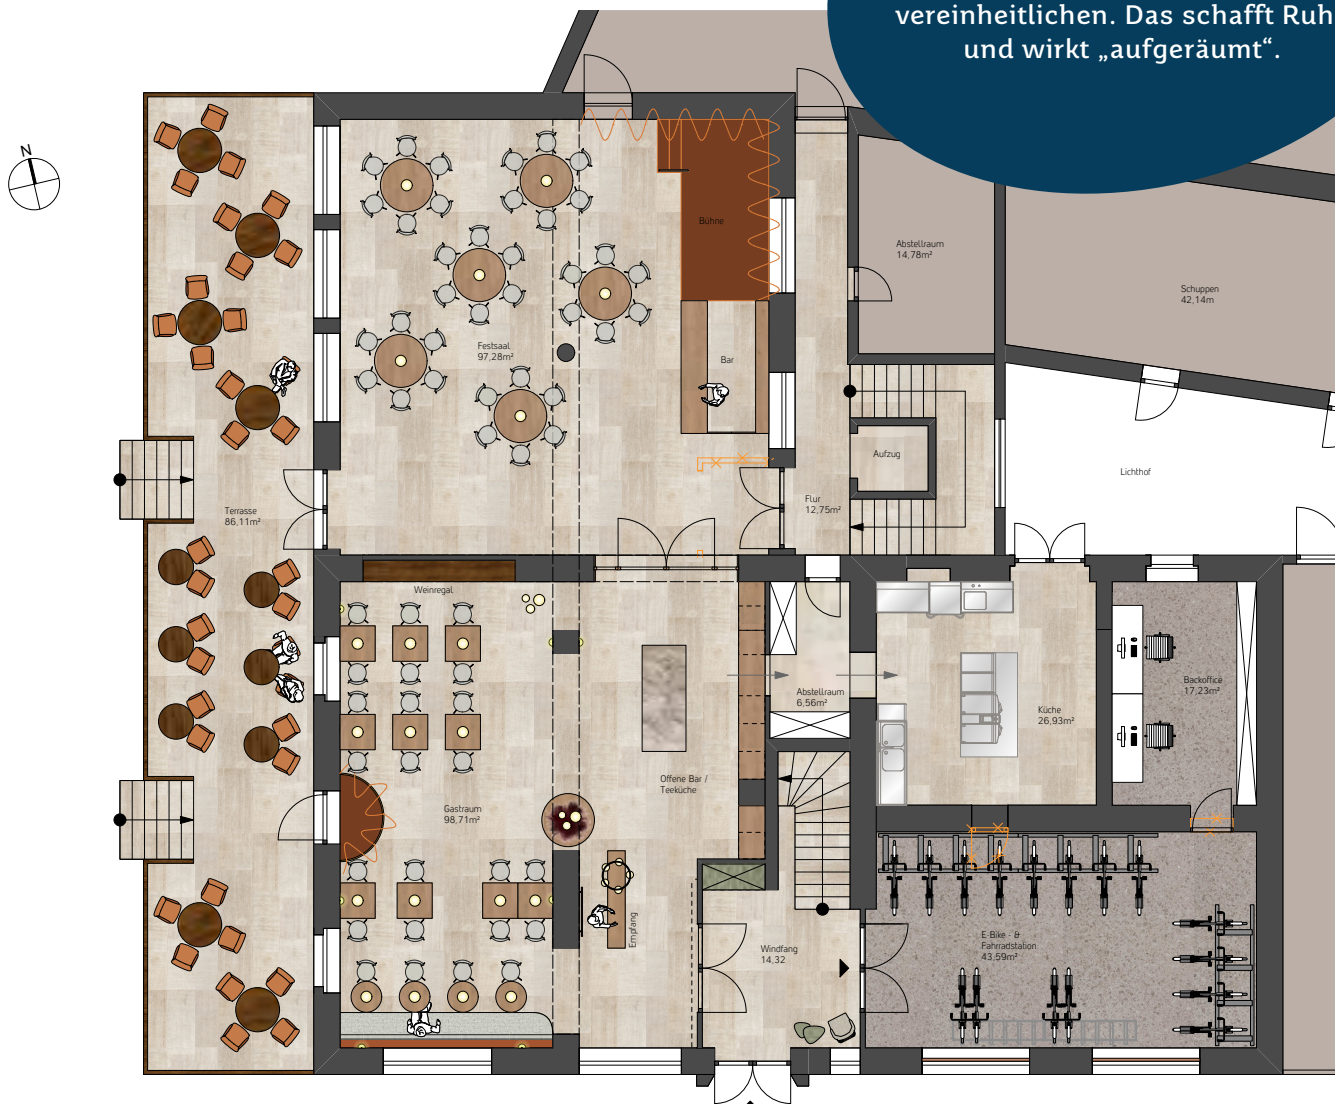 vereinheitlichen. Das schafft Ruh
und wirkt „aufgeräumt“.
N
Bühne
Abstellraum
14,78m²
Schuppen
42,14m
Festsaal
97,28m²
Bar
Aufzug
Lichthof
Terrasse
86,11m²
Flur
12,75m²
Weinregal
Abstellraum
6,56m²
Küche
26,93m²
Backoffice
17,23m²
Offene Bar /
Teeküche
Gastraum
98,71m²
Empfang
Windfang
14,32
E-Bike - &
Fahrradstation
43,59m²